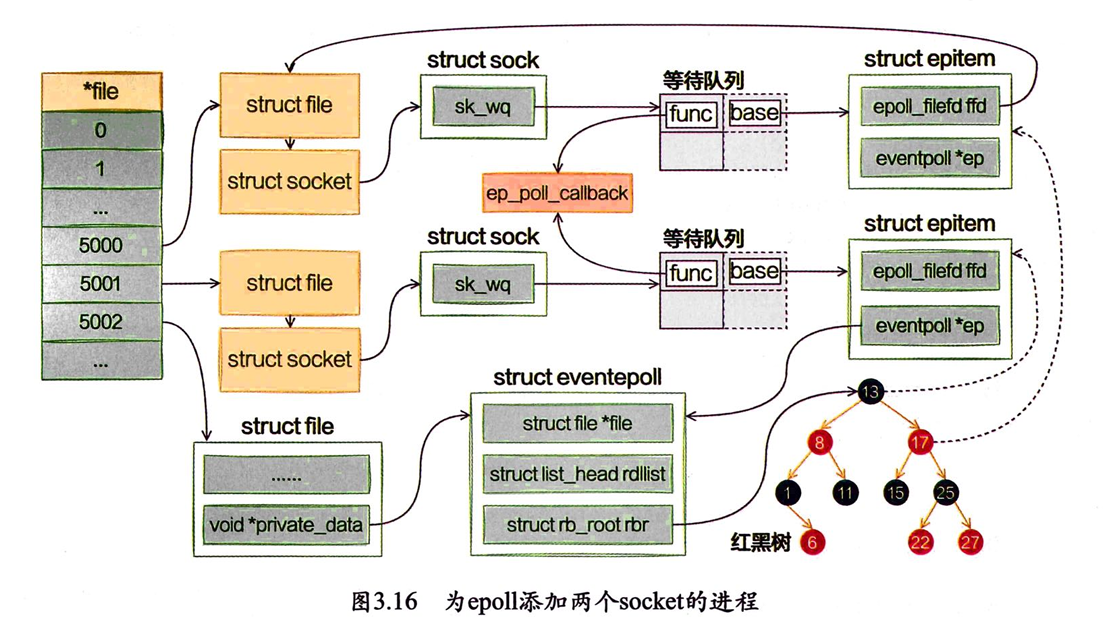 *file
0
1
...
5000
5001
5002
...
struct file
struct socket
struct sock
sk_wq
等待队列
func
base
struct epitem
epoll_filefd ffd
eventpoll *ep
ep_poll_callback
struct file
struct socket
struct sock
sk_wq
等待队列
func
base
struct epitem
epoll_filefd ffd
eventpoll *ep
struct file
......
void *private_data
struct eventepoll
struct file *file
struct list_head rdllist
struct rb_root rbr
13
8
17
1
11
15
25
红黑树
6
22
27
图3.16 为epoll添加两个socket的进程